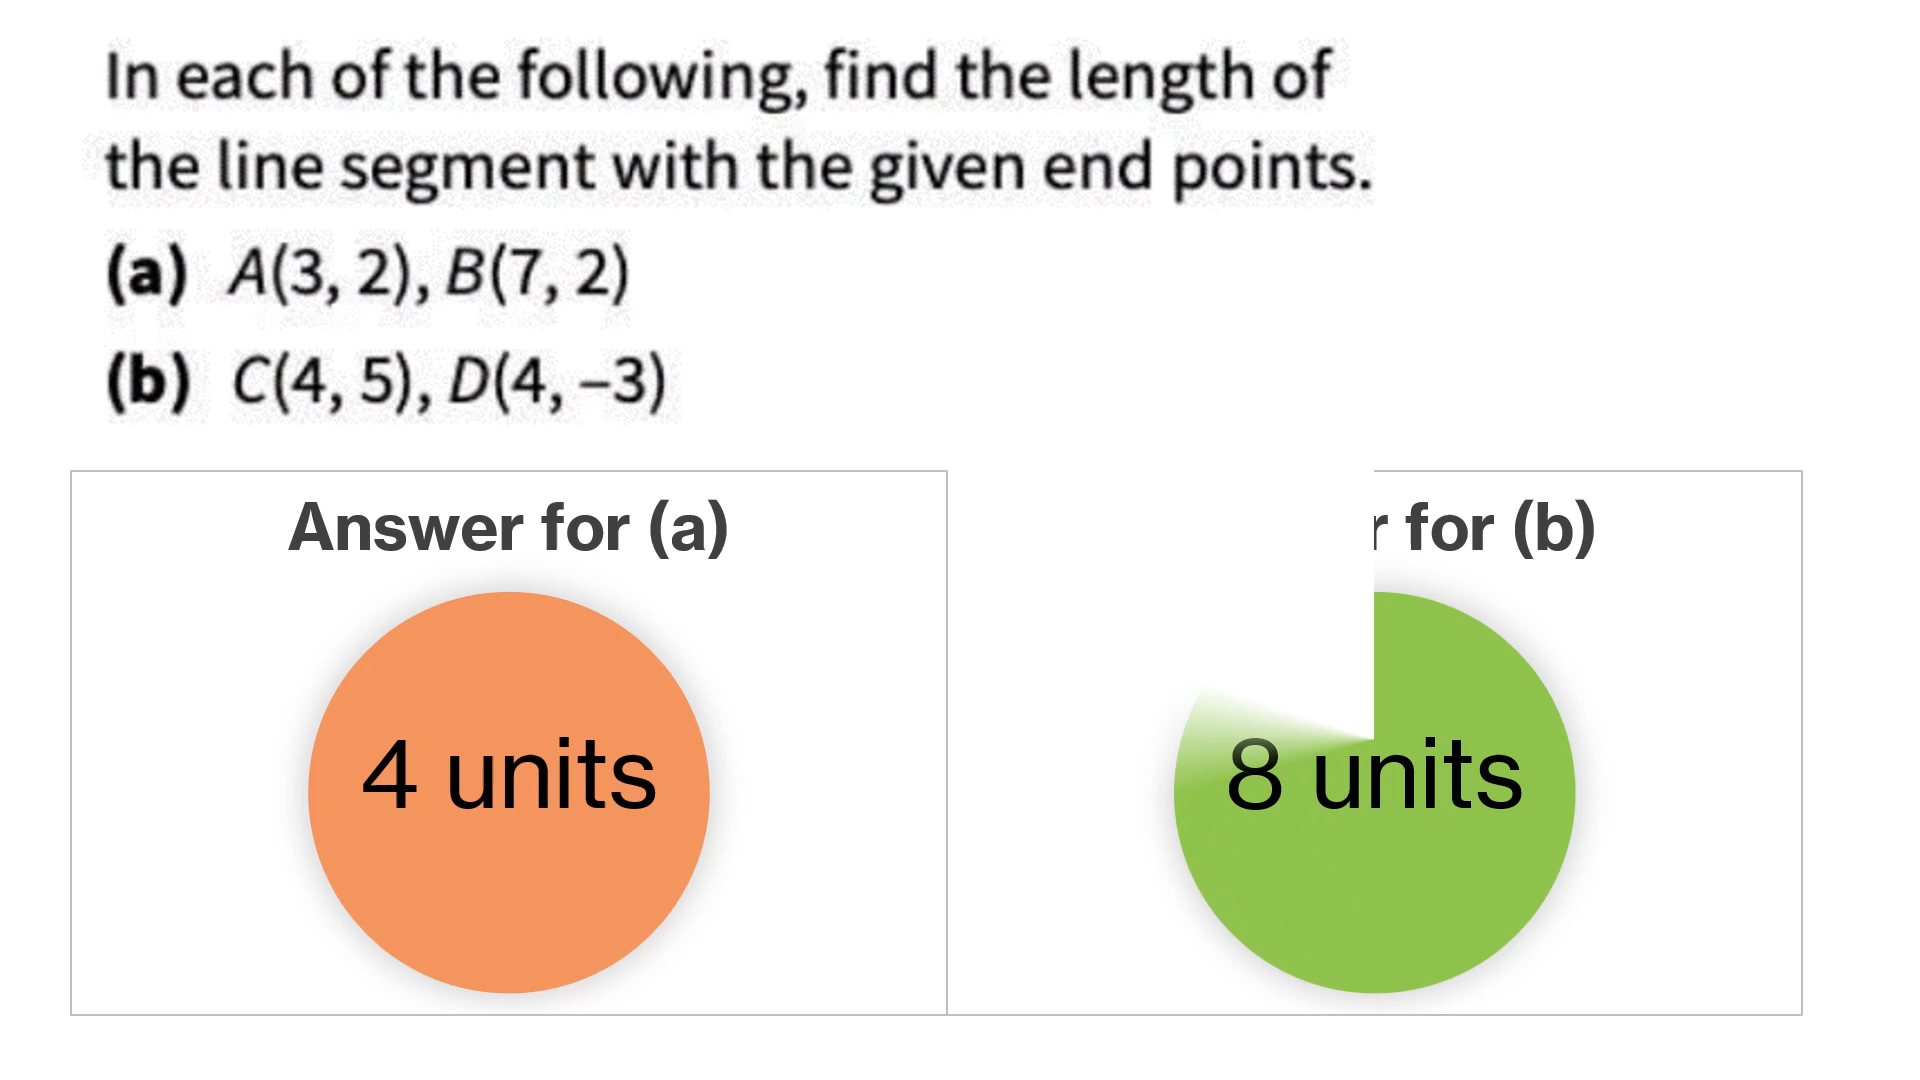 In each of the following, find the length of
the line segment with the given end points.
(a) A(3, 2), B(7, 2)
(b) C(4, 5), D(4, –3)
Answer for (a)
for (b)
4 units
8 units